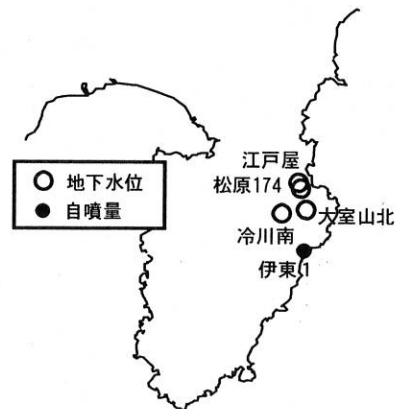 江戸屋
松原174
地下水位
自噴量
大室山北
冷川南
伊東1